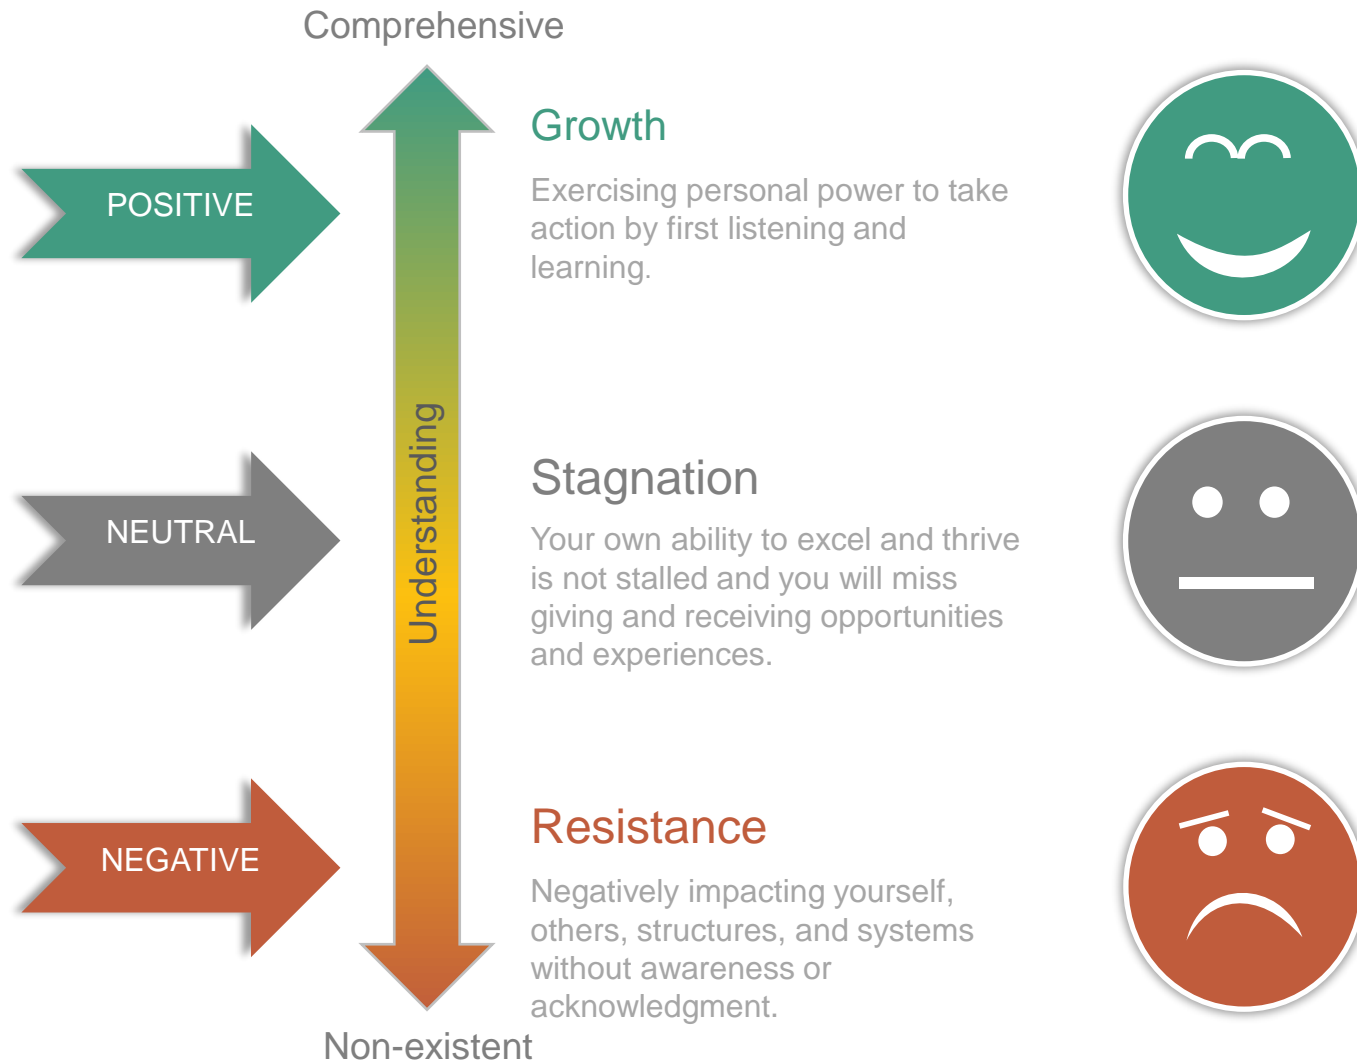 Comprehensive
POSITIVE
Growth
Exercising personal power to take
action by first listening and
learning.
Understanding
NEUTRAL
Stagnation
Your own ability to excel and thrive
is not stalled and you will miss
giving and receiving opportunities
and experiences.
NEGATIVE
Resistance
Negatively impacting yourself,
others, structures, and systems
without awareness or
acknowledgment.
Non-existent